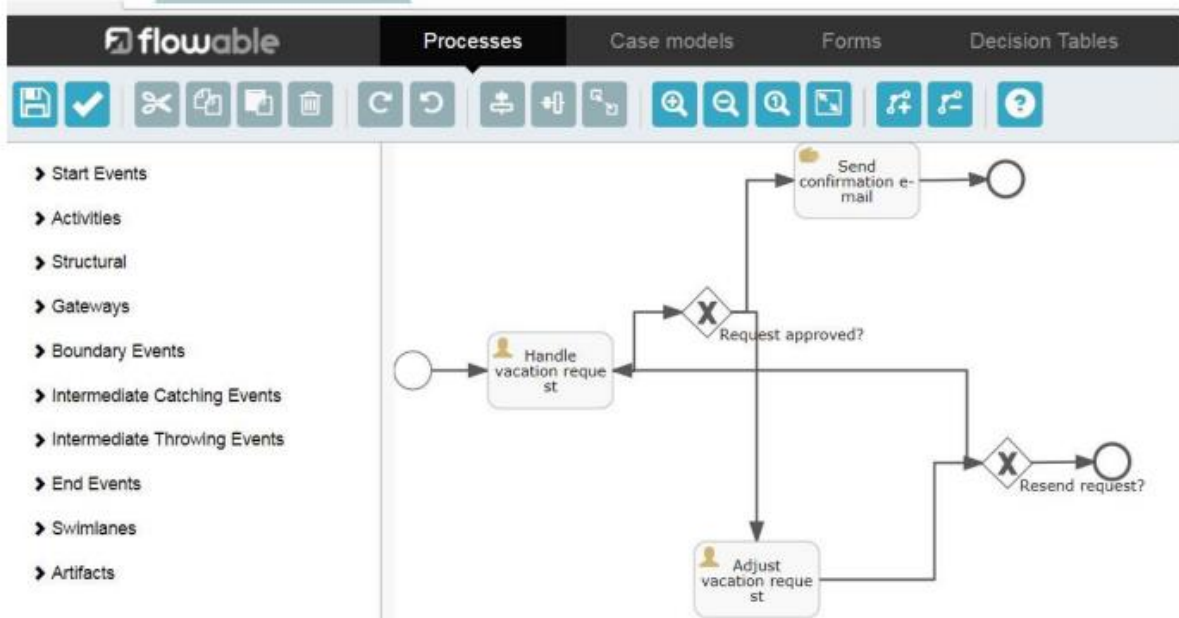 flowable
Processes
Case models
Forms
Decision Tables
Start Events
Activities
Structural
Gateways
Boundary Events
Intermediate Catching Events
Intermediate Throwing Events
End Events
Swimlanes
Artifacts
Send
confirmation e-
mail
X
Request approved?
Handle
vacation reque
st
X
Resend request?
Adjust
vacation reque
st